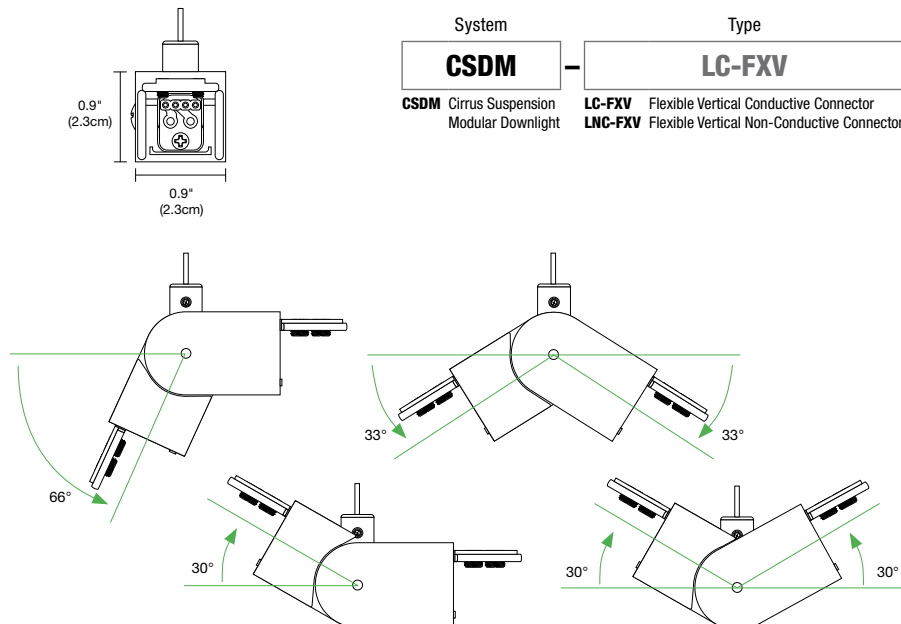 System
Type
CSDM – LC-FXV
CSDM Cirrus Suspension Modular Downlight
LC-FXV Flexible Vertical Conductive Connector
LNC-FXV Flexible Vertical Non-Conductive Connector
0.9"
(2.3cm)
0.9"
(2.3cm)
66°
33°
33°
30°
30°
30°